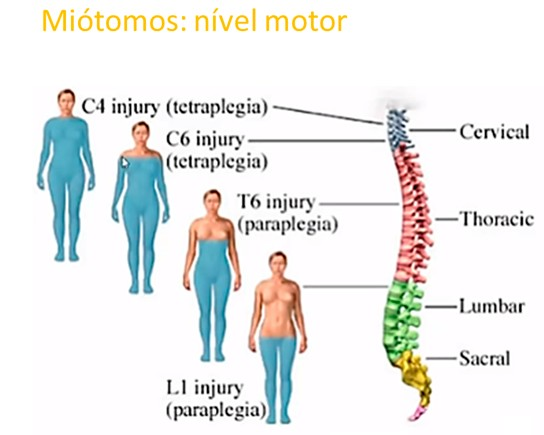 Miótomos: nível motor
C4 injury (tetraplegia)
C6 injury
(tetraplegia)
Cervical
T6 injury
(paraplegia)
Thoracic
Lumbar
Sacral
L1 injury
(paraplegia)